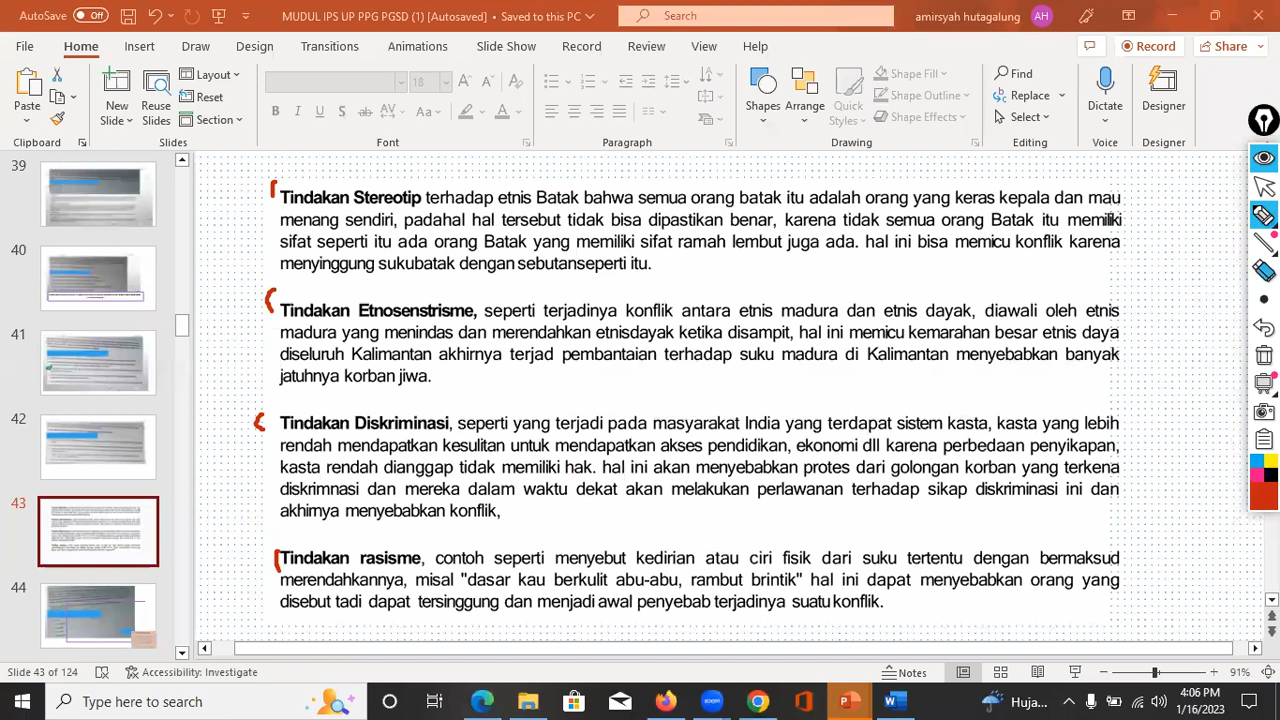 AutoSave Off MUDUL IPS UP PPG PGSD (1) [Autosaved] • Saved to this PC Search amirsyah hutagalung AH
File Home Insert Draw Design Transitions Animations Slide Show Record Review View Help Record Share
Paste New Slide Reuse Slides Layout Reset Section 18 Shapes Arrange Quick Styles Shape Fill Shape Outline Shape Effects Find Replace Select Dictate Designer
Clipboard Slides Font Paragraph Drawing Editing Voice Designer
39
40
41
42
43
44
Tindakan Stereotip terhadap etnis Batak bahwa semua orang batak itu adalah orang yang keras kepala dan mau
menang sendiri, padahal hal tersebut tidak bisa dipastikan benar, karena tidak semua orang Batak itu memiliki
sifat seperti itu ada orang Batak yang memiliki sifat ramah lembut juga ada. hal ini bisa memicu konflik karena
menyinggung sukubatak dengan sebutanseperti itu.
Tindakan Etnosenstrisme, seperti terjadinya konflik antara etnis madura dan etnis dayak, diawali oleh etnis
madura yang menindas dan merendahkan etnisdayak ketika disampit, hal ini memicu kemarahan besar etnis daya
diseluruh Kalimantan akhirnya terjad pembantaian terhadap suku madura di Kalimantan menyebabkan banyak
jatuhnya korban jiwa.
Tindakan Diskriminasi, seperti yang terjadi pada masyarakat India yang terdapat sistem kasta, kasta yang lebih
rendah mendapatkan kesulitan untuk mendapatkan akses pendidikan, ekonomi dll karena perbedaan penyikapan,
kasta rendah dianggap tidak memiliki hak. hal ini akan menyebabkan protes dari golongan korban yang terkena
diskrimnasi dan mereka dalam waktu dekat akan melakukan perlawanan terhadap sikap diskriminasi ini dan
akhirnya menyebabkan konflik,
Tindakan rasisme, contoh seperti menyebut kedirian atau ciri fisik dari suku tertentu dengan bermaksud
merendahkannya, misal "dasar kau berkulit abu-abu, rambut brintik" hal ini dapat menyebabkan orang yang
disebut tadi dapat tersinggung dan menjadi awal penyebab terjadinya suatu konflik.
Slide 43 of 124 Accessibility: Investigate Notes 91%
Type here to search Huja... 4:06 PM
1/16/2023